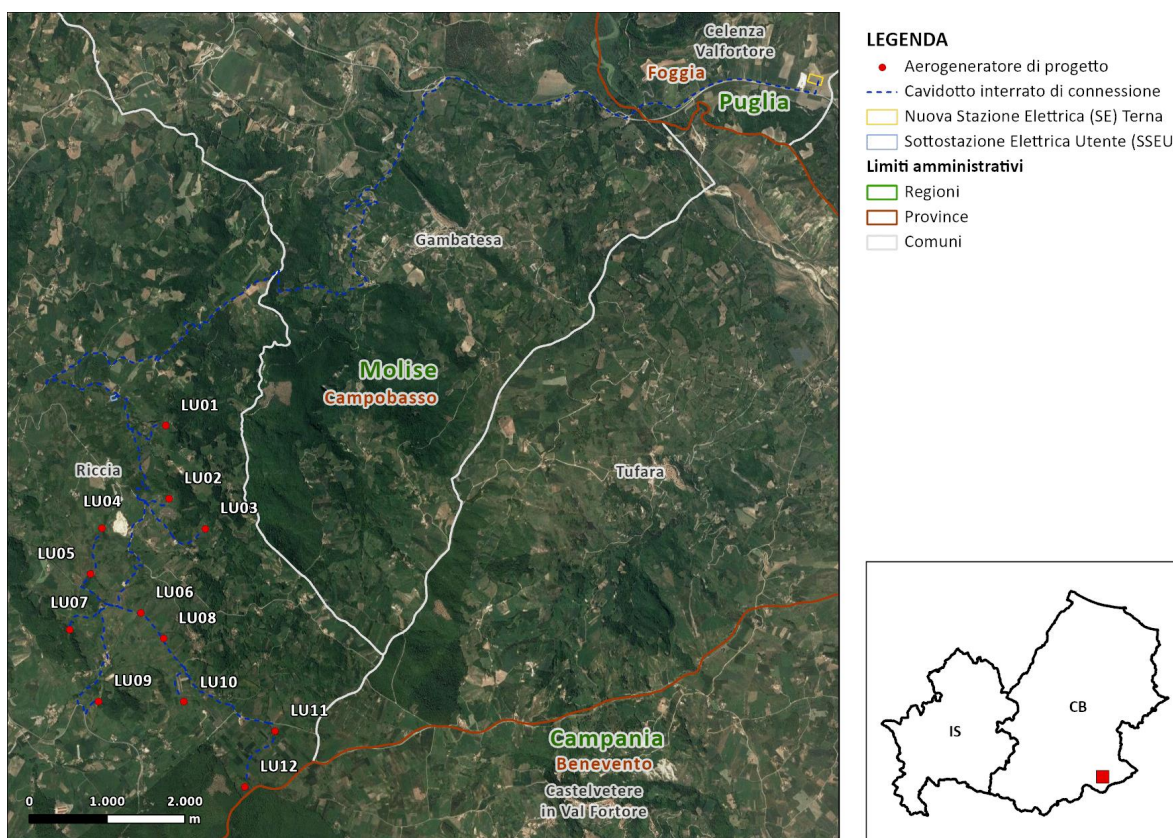 Celenza
Valfortore
Foggia
Puglia
Gambatesa
Molise
Campobasso
LU01
Riccia
LU02
LU04
LU03
Tufara
LU05
LU06
LU07
LU08
LU09
LU10
LU11
Campania
Benevento
LU12
Castelvetere
in Val Fortore
0 1.000 2.000
m
LEGENDA
Aerogeneratore di progetto
Cavidotto interrato di connessione
Nuova Stazione Elettrica (SE) Terna
Sottostazione Elettrica Utente (SSEU
Limiti amministrativi
Regioni
Province
Comuni
CB
IS